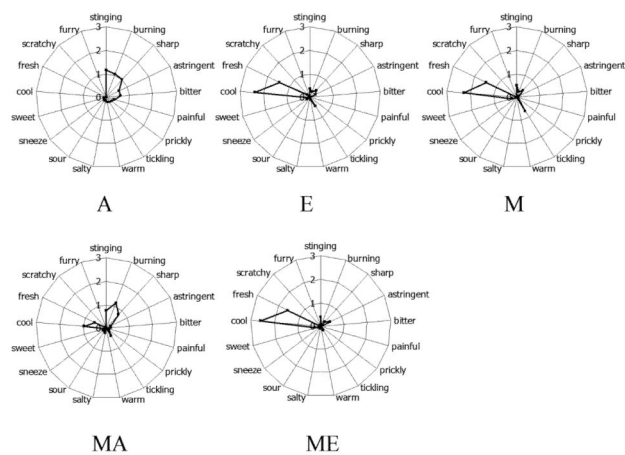 stinging
burning
sharp
astringent
bitter
painful
prickly
tickling
warm
salty
sour
sneeze
sweet
cool
fresh
scratchy
furry
3
2
1
0
A
stinging
burning
sharp
astringent
bitter
painful
prickly
tickling
warm
salty
sour
sneeze
sweet
cool
fresh
scratchy
furry
3
2
1
0
E
stinging
burning
sharp
astringent
bitter
painful
prickly
tickling
warm
salty
sour
sneeze
sweet
cool
fresh
scratchy
furry
3
2
1
0
M
stinging
burning
sharp
astringent
bitter
painful
prickly
tickling
warm
salty
sour
sneeze
sweet
cool
fresh
scratchy
furry
3
2
1
0
MA
stinging
burning
sharp
astringent
bitter
painful
prickly
tickling
warm
salty
sour
sneeze
sweet
cool
fresh
scratchy
furry
3
2
1
0
ME